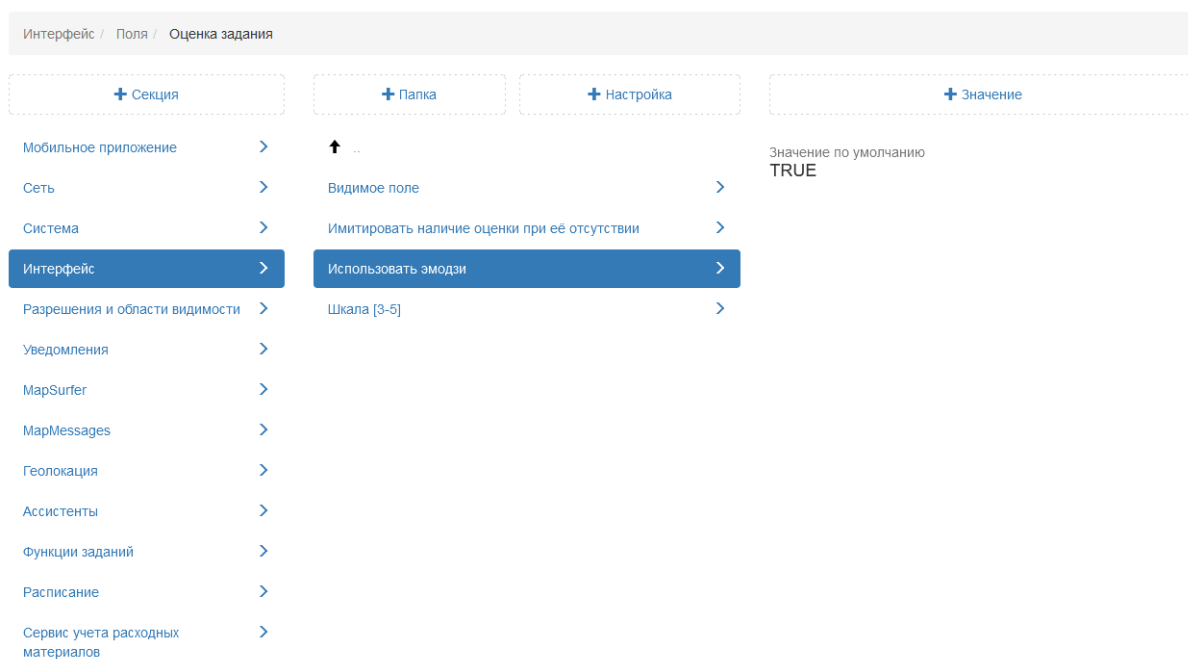 Интерфейс / Поля / Оценка задания
+ Секция
+ Папка
+ Настройка
+ Значение
Мобильное приложение
Сеть
Система
Интерфейс
Разрешения и области видимости
Уведомления
MapSurfer
MapMessages
Геолокация
Ассистенты
Функции заданий
Расписание
Сервис учета расходных
материалов
..
Видимое поле
Имитировать наличие оценки при её отсутствии
Использовать эмодзи
Шкала [3-5]
Значение по умолчанию
TRUE